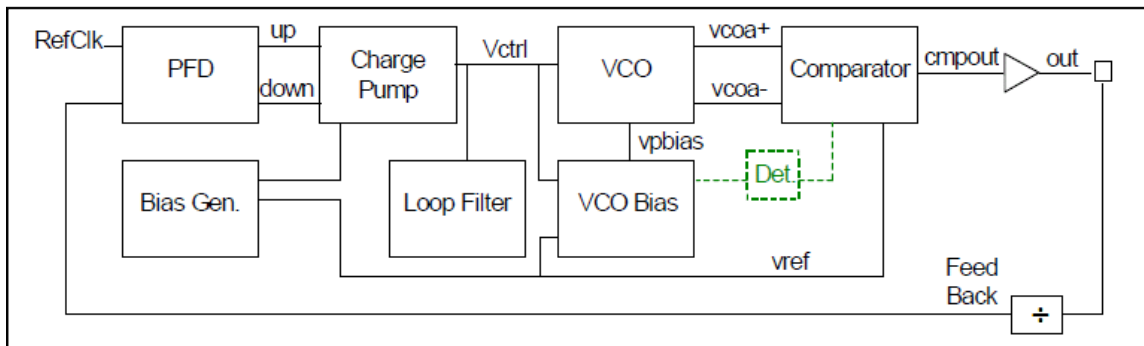 RefClk
PFD
up
down
Charge
Pump
Vctrl
VCO
vcoa+
vcoa-
Comparator
cmpout
out
vpbias
Bias Gen.
Loop Filter
VCO Bias
Det.
vref
Feed
Back
÷